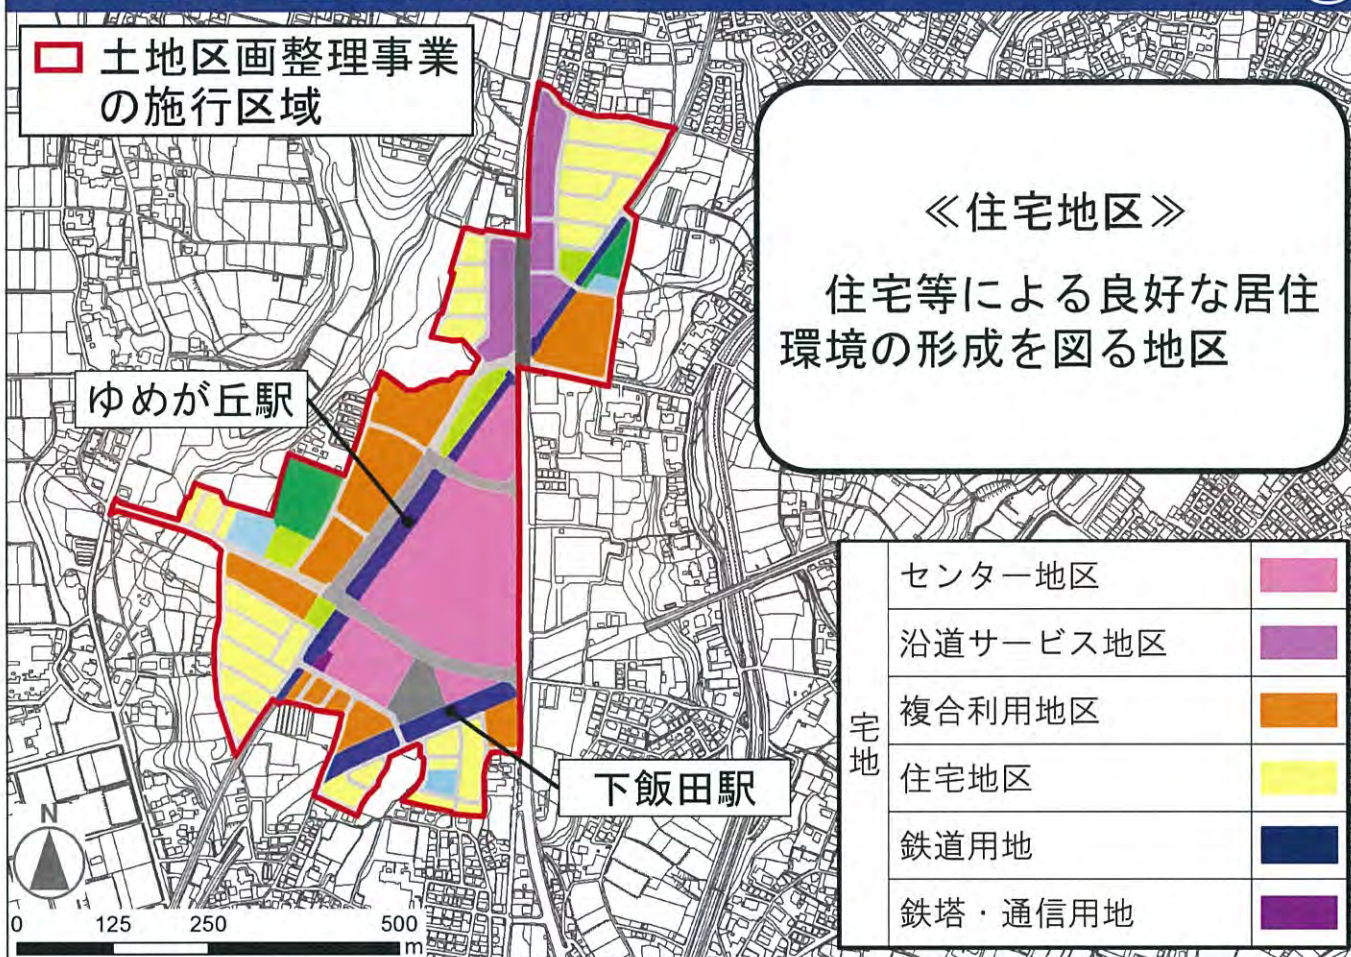 土地区画整理事業
の施行区域
≪住宅地区≫
住宅等による良好な居住
環境の形成を図る地区
ゆめが丘駅
下飯田駅
宅地
センター地区
沿道サービス地区
複合利用地区
住宅地区
鉄道用地
鉄塔・通信用地
N
0 125 250 500
m